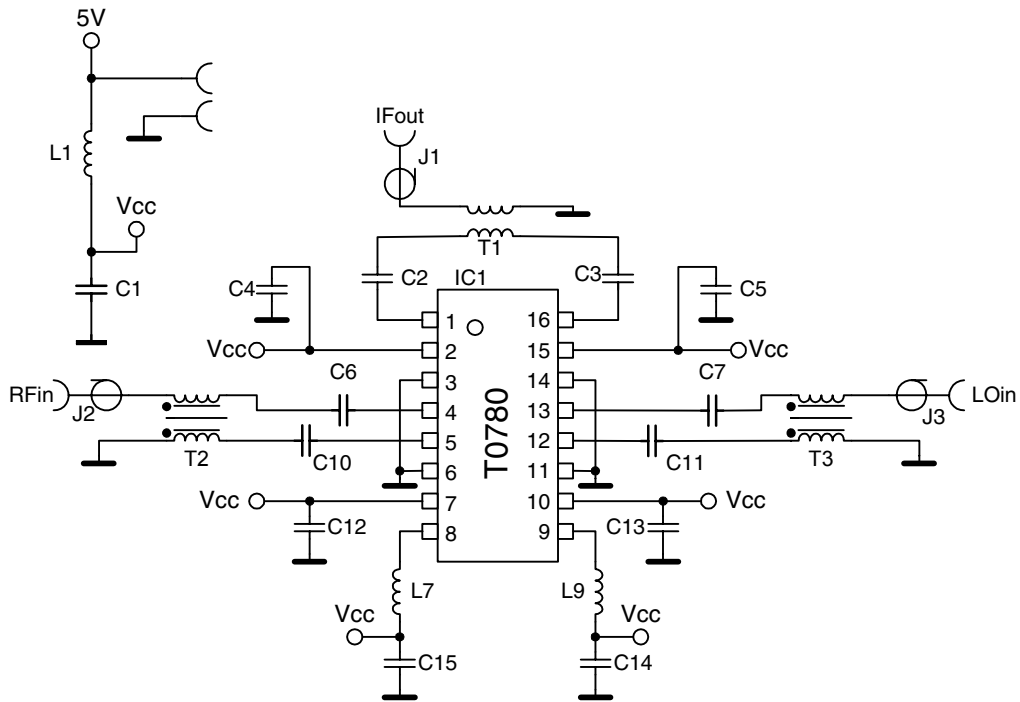 5V
IFout
J1
L1
Vcc
T1
C1
C2
IC1
C3
C4
C5
1
16
Vcc
2
15
Vcc
C6
3
14
C7
RFin
J2
4
13
J3
LOin
T0780
5
12
T2
C10
C11
T3
6
11
Vcc
7
10
Vcc
C12
C13
8
9
L7
L9
Vcc
Vcc
C15
C14